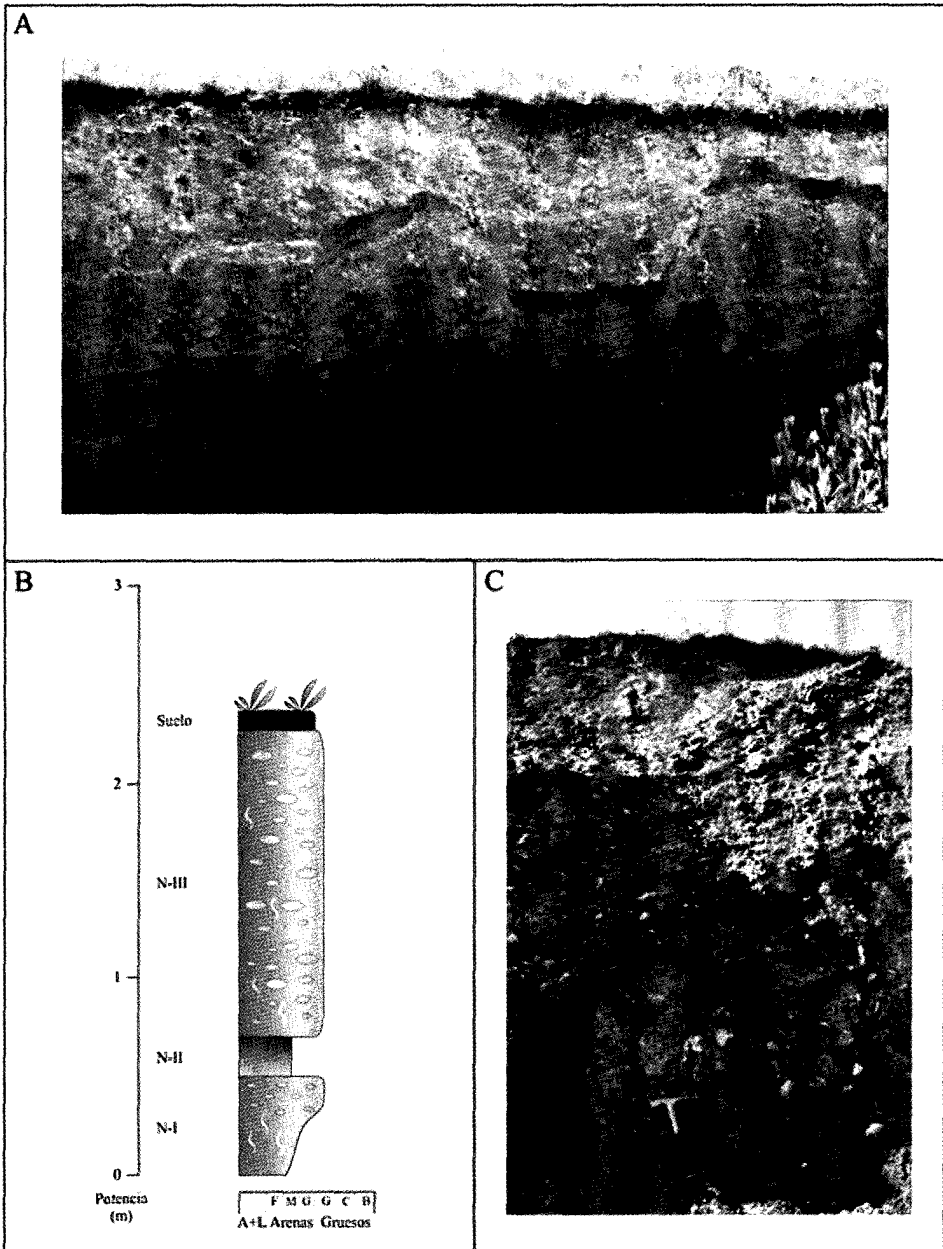 A
B
C
3
Suelo
2
N-III
1
N-II
N-I
0
Potencia
(m)
F M G G C B
A+L Arenas Gruesos